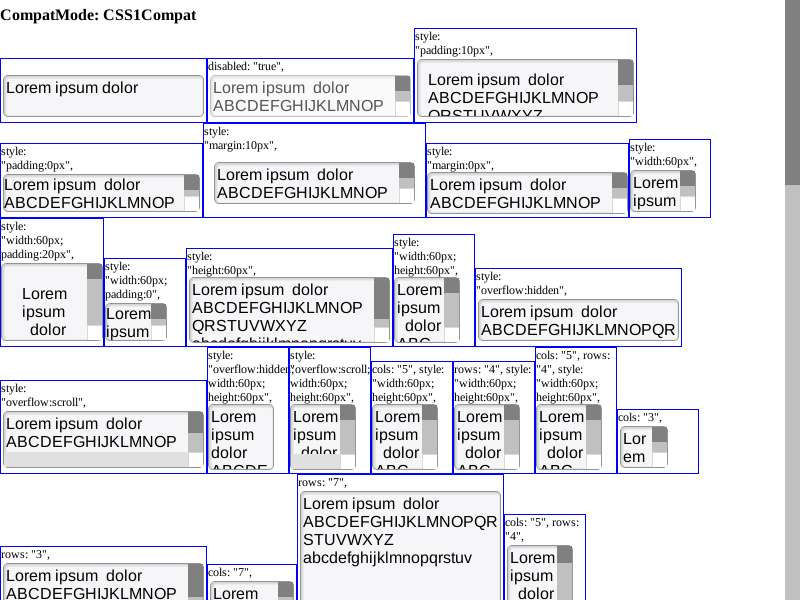 CompatMode: CSS1Compat
Lorem ipsum dolor
disabled: "true",
Lorem ipsum  dolor
ABCDEFGHIJKLMNOP
style:
"padding:10px",
Lorem ipsum  dolor
ABCDEFGHIJKLMNOP
QRSTUVWXYZ
style:
"padding:0px",
Lorem ipsum  dolor
ABCDEFGHIJKLMNOP
style:
"margin:10px",
Lorem ipsum  dolor
ABCDEFGHIJKLMNOP
style:
"margin:0px",
Lorem ipsum  dolor
ABCDEFGHIJKLMNOP
style:
"width:60px",
Lorem
ipsum
style:
"width:60px;
padding:20px",
Lorem
ipsum
dolor
style:
"width:60px;
padding:0",
Lorem
ipsum
style:
"height:60px",
Lorem ipsum  dolor
ABCDEFGHIJKLMNOP
QRSTUVWXYZ
abcdefghijklmnopqrstuv
style:
"width:60px;
height:60px",
Lorem
ipsum
dolor
ABC
style:
"overflow:hidden",
Lorem ipsum  dolor
ABCDEFGHIJKLMNOPQR
style:
"overflow:scroll",
Lorem ipsum  dolor
ABCDEFGHIJKLMNOP
style:
"overflow:hidden;
width:60px;
height:60px",
Lorem
ipsum
dolor
ABCDE
style:
"overflow:scroll;
width:60px;
height:60px",
Lorem
ipsum
dolor
cols: "5", style:
"width:60px;
height:60px",
Lorem
ipsum
dolor
ABC
rows: "4", style:
"width:60px;
height:60px",
Lorem
ipsum
dolor
ABC
cols: "5", rows:
"4", style:
"width:60px;
height:60px",
Lorem
ipsum
dolor
ABC
cols: "3",
Lor
em
rows: "3",
Lorem ipsum  dolor
ABCDEFGHIJKLMNOP
cols: "7",
Lorem
rows: "7",
Lorem ipsum  dolor
ABCDEFGHIJKLMNOPQR
STUVWXYZ
abcdefghijklmnopqrstuv
cols: "5", rows:
"4",
Lorem
ipsum
dolor